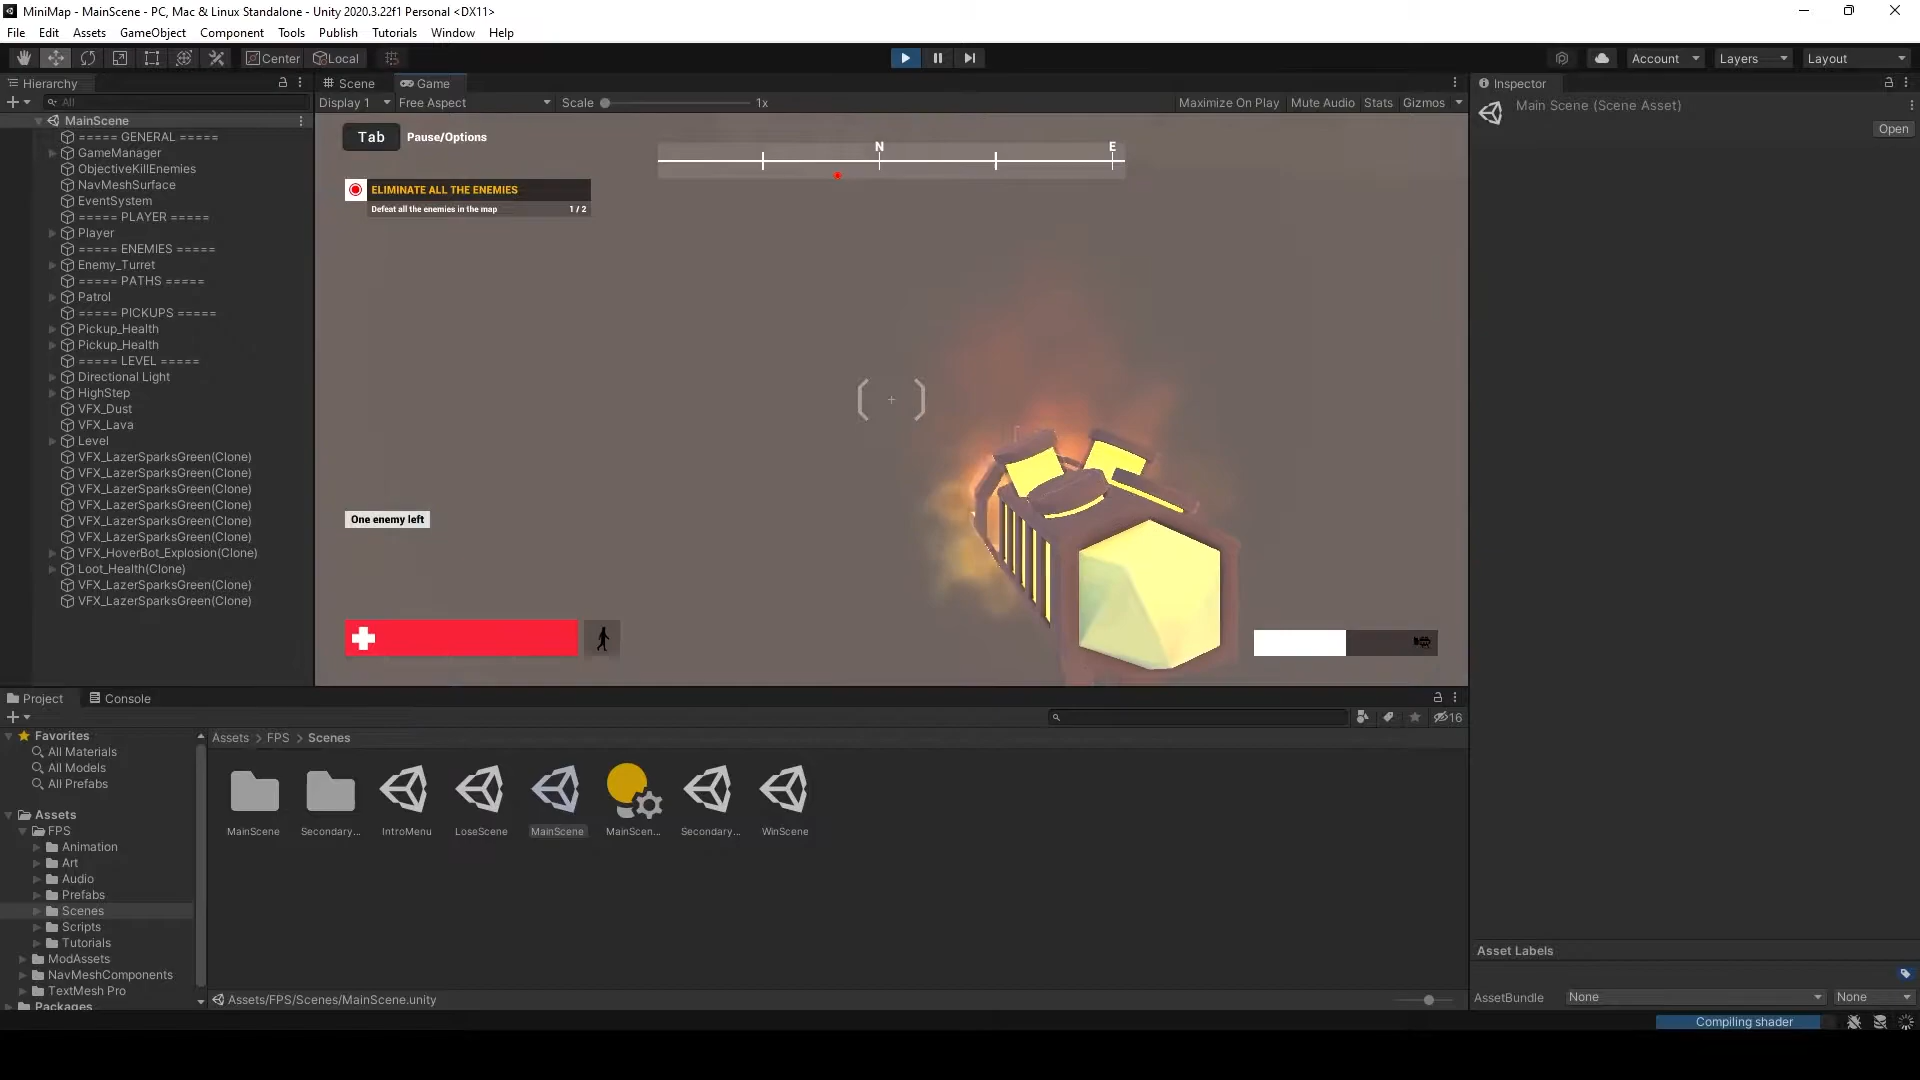 MiniMap - MainScene - PC, Mac & Linux Standalone - Unity 2020.3.22f1 Personal <DX11>
File Edit Assets GameObject Component Tools Publish Tutorials Window Help
Center Local Account Layers Layout
Hierarchy
All
MainScene
===== GENERAL =====
GameManager
ObjectiveKillEnemies
NavMeshSurface
EventSystem
===== PLAYER =====
Player
===== ENEMIES =====
Enemy_Turret
===== PATHS =====
Patrol
===== PICKUPS =====
Pickup_Health
Pickup_Health
===== LEVEL =====
Directional Light
HighStep
VFX_Dust
VFX_Lava
Level
VFX_LazerSparksGreen(Clone)
VFX_LazerSparksGreen(Clone)
VFX_LazerSparksGreen(Clone)
VFX_LazerSparksGreen(Clone)
VFX_LazerSparksGreen(Clone)
VFX_LazerSparksGreen(Clone)
VFX_HoverBot_Explosion(Clone)
Loot_Health(Clone)
VFX_LazerSparksGreen(Clone)
VFX_LazerSparksGreen(Clone)
Scene Game
Display 1 Free Aspect Scale 1x Maximize On Play Mute Audio Stats Gizmos
Tab Pause/Options
N E
ELIMINATE ALL THE ENEMIES
Defeat all the enemies in the map 1 / 2
One enemy left
Inspector
Main Scene (Scene Asset)
Open
Asset Labels
AssetBundle None None
Project Console
16
Favorites
All Materials
All Models
All Prefabs
Assets
FPS
Animation
Art
Audio
Prefabs
Scenes
Scripts
Tutorials
ModAssets
NavMeshComponents
TextMesh Pro
Packages
Assets > FPS > Scenes
MainScene Secondary... IntroMenu LoseScene MainScene MainScen... Secondary... WinScene
Assets/FPS/Scenes/MainScene.unity
Compiling shader